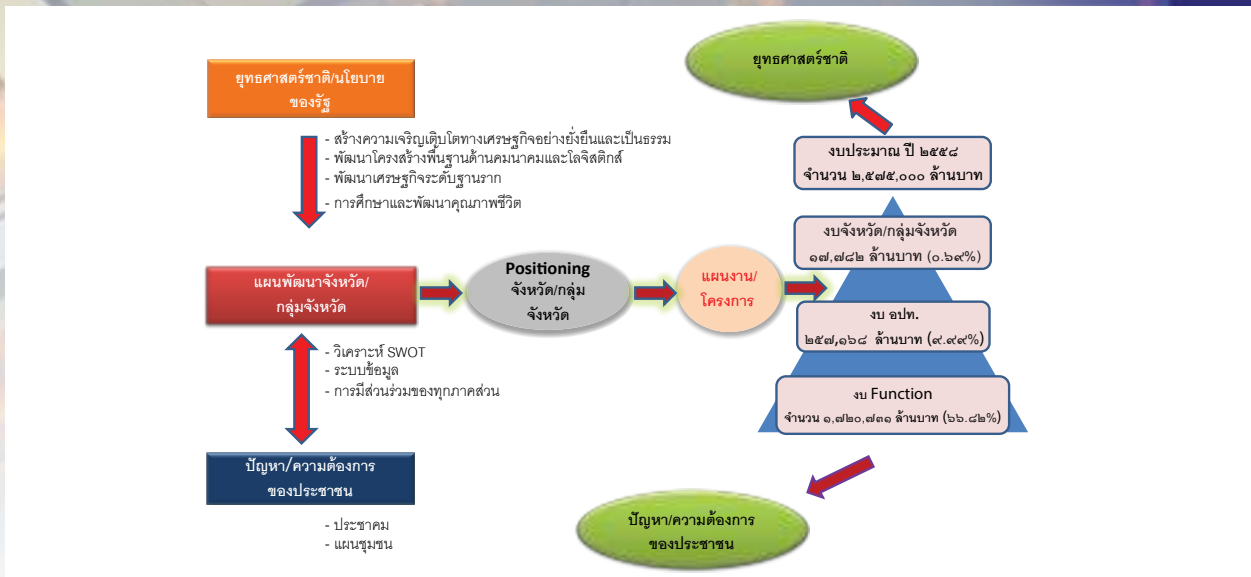 ยุทธศาสตร์ชาติ/นโยบาย
ของรัฐ
- สร้างความเจริญเติบโตทางเศรษฐกิจอย่างยั่งยืนและเป็นธรรม
- พัฒนาโครงสร้างพื้นฐานด้านคมนาคมและโลจิสติกส์
- พัฒนาเศรษฐกิจระดับฐานราก
- การศึกษาและพัฒนาคุณภาพชีวิต
แผนพัฒนาจังหวัด/
กลุ่มจังหวัด
- วิเคราะห์ SWOT
- ระบบข้อมูล
- การมีส่วนร่วมของทุกภาคส่วน
ปัญหา/ความต้องการ
ของประชาชน
- ประชาคม
- แผนชุมชน
Positioning
จังหวัด/กลุ่ม
จังหวัด
แผนงาน/
โครงการ
ยุทธศาสตร์ชาติ
งบประมาณ ปี ๒๕๕๘
จำนวน ๒,๕๗๕,๐๐๐ ล้านบาท
งบจังหวัด/กลุ่มจังหวัด
๑๗,๗๘๒ ล้านบาท (๐.๖๙%)
งบ อปท.
๒๕๗,๑๖๘ ล้านบาท (๙.๙๙%)
งบ Function
จำนวน ๑,๗๒๐,๗๓๑ ล้านบาท (๖๖.๘๒%)
ปัญหา/ความต้องการ
ของประชาชน